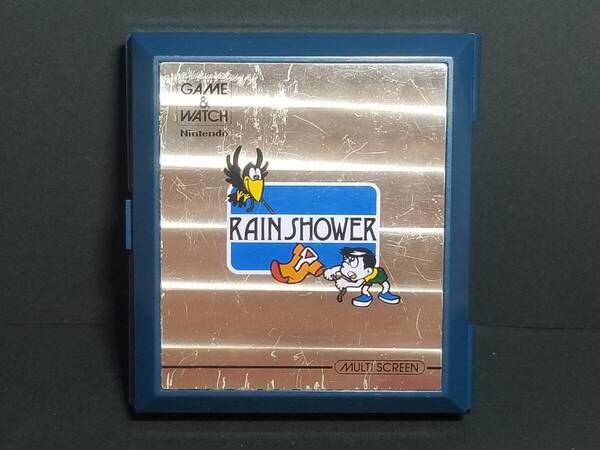 GAME
&
WATCH
Nintendo
RAIN SHOWER
MULTI SCREEN